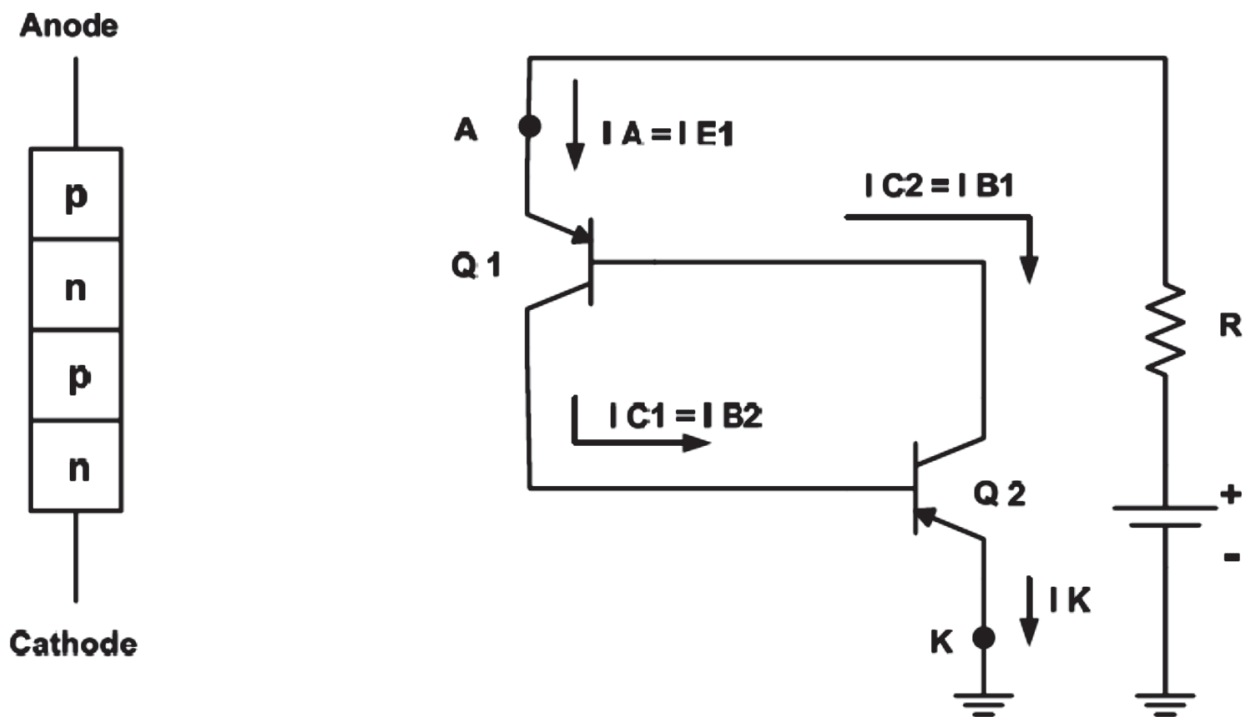 Anode
p
n
p
n
Cathode
A
I A = I E1
I C2 = I B1
Q 1
R
I C1 = I B2
Q 2
+
-
I K
K